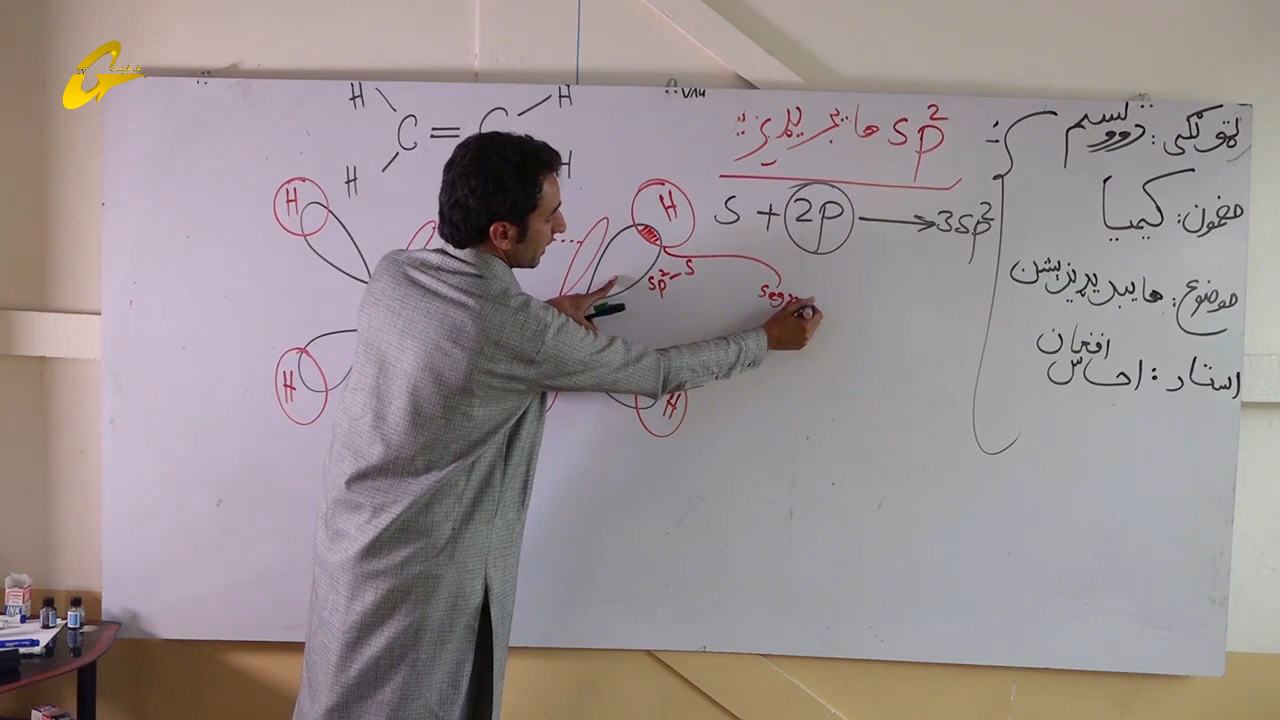 ټولګی: دوولسم
مضمون: کیمیا
موضوع: هایبریډیزیشن
استاد: احساس افغان
sp² هایبریډیزیشن
S + 2p → 3sp²
H H
C = C
H H
H
H
sp² – s
H
H